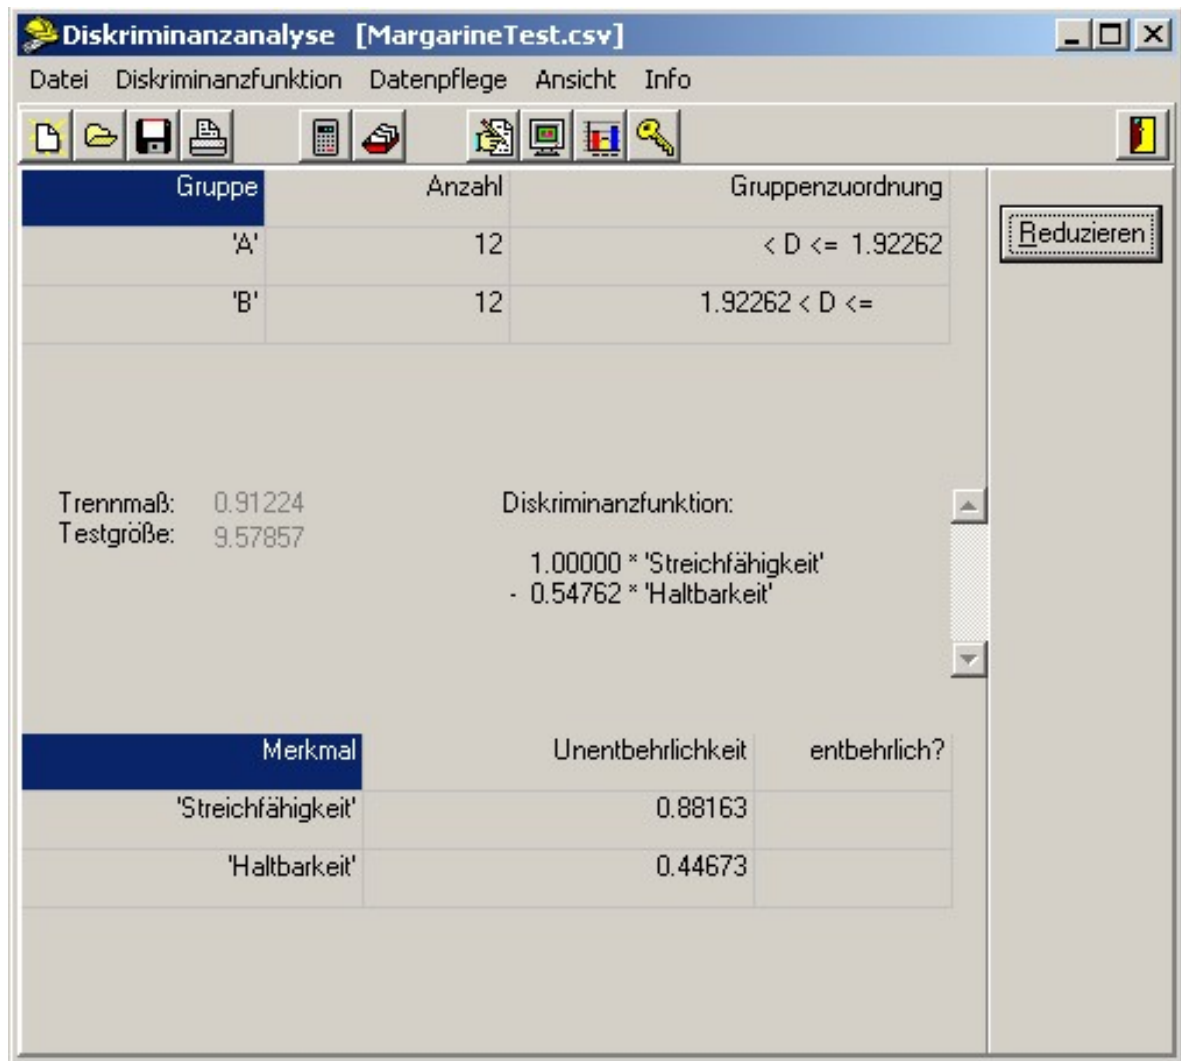 Diskriminanzanalyse [MargarineTest.csv]
Datei Diskriminanzfunktion Datenpflege Ansicht Info
Gruppe Anzahl Gruppenzuordnung
'A' 12 < D <= 1.92262
'B' 12 1.92262 < D <=
Reduzieren
Trennmaß: 0.91224
Testgröße: 9.57857
Diskriminanzfunktion:
1.00000 * 'Streichfähigkeit'
- 0.54762 * 'Haltbarkeit'
Merkmal Unentbehrlichkeit entbehrlich?
'Streichfähigkeit' 0.88163
'Haltbarkeit' 0.44673